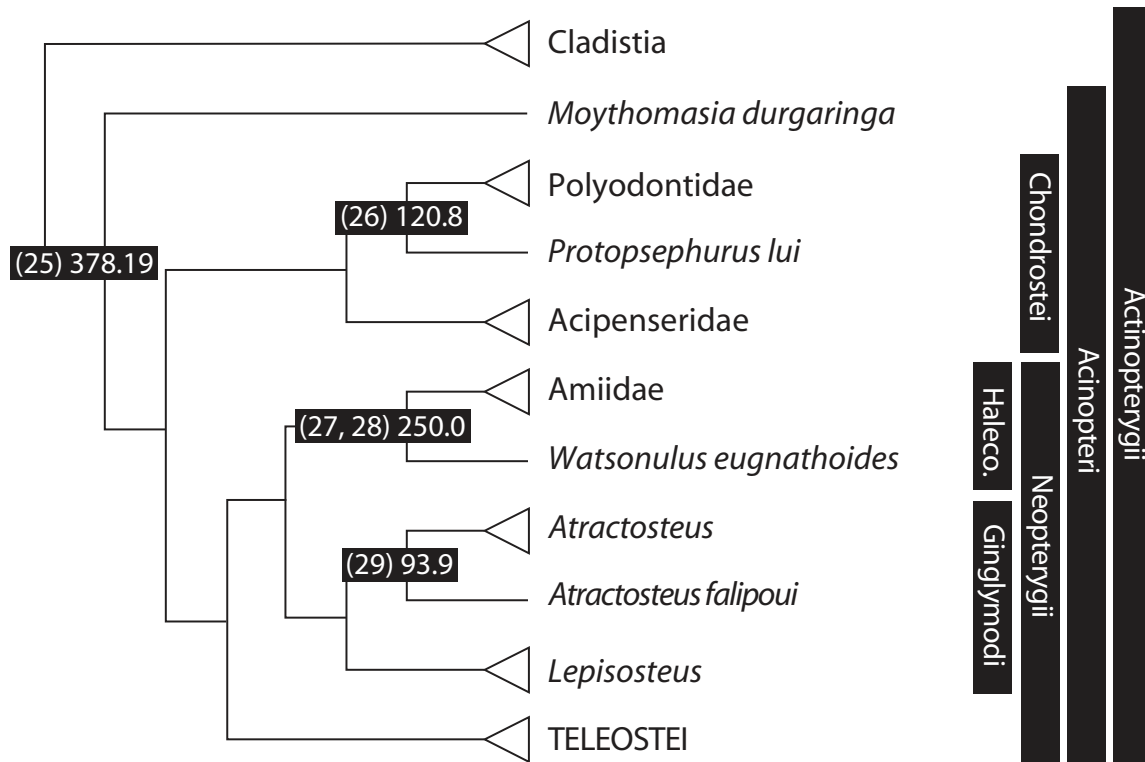 Cladistia
Moythomasia durgaringa
Polyodontidae
(26) 120.8
Protopsephurus lui
(25) 378.19
Acipenseridae
Amiidae
(27, 28) 250.0
Watsonulus eugnathoides
Atractosteus
(29) 93.9
Atractosteus falipoui
Lepisosteus
TELEOSTEI
Haleco.
Ginglymodi
Chondrostei
Neopterygii
Acinopteri
Actinopterygii